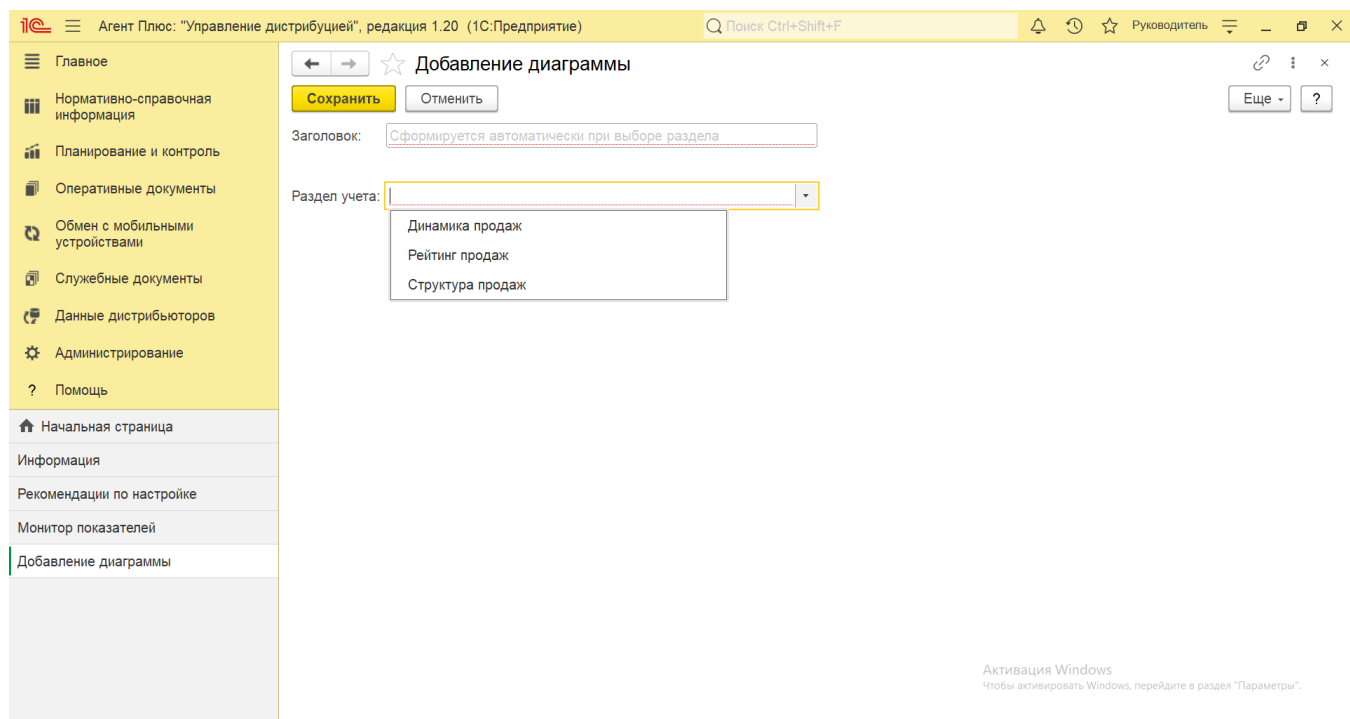 1С Агент Плюс: "Управление дистрибуцией", редакция 1.20 (1С:Предприятие) Поиск Ctrl+Shift+F Руководитель
Главное
Нормативно-справочная
информация
Планирование и контроль
Оперативные документы
Обмен с мобильными
устройствами
Служебные документы
Данные дистрибьюторов
Администрирование
? Помощь
Начальная страница
Информация
Рекомендации по настройке
Монитор показателей
Добавление диаграммы
Добавление диаграммы
Сохранить Отменить Еще ?
Заголовок: Сформируется автоматически при выборе раздела
Раздел учета:
Динамика продаж
Рейтинг продаж
Структура продаж
Активация Windows
Чтобы активировать Windows, перейдите в раздел "Параметры".